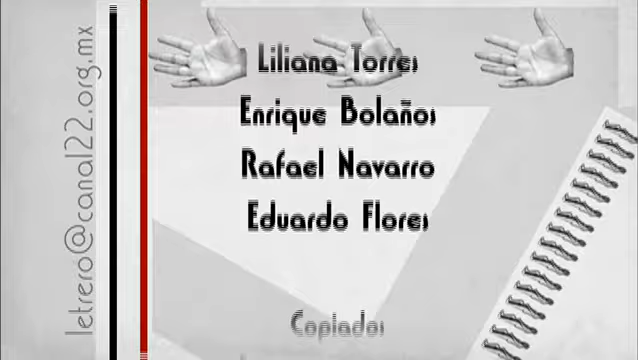 letrero@canal22.org.mx
Liliana Torres
Enrique Bolaños
Rafael Navarro
Eduardo Flores
Copiados